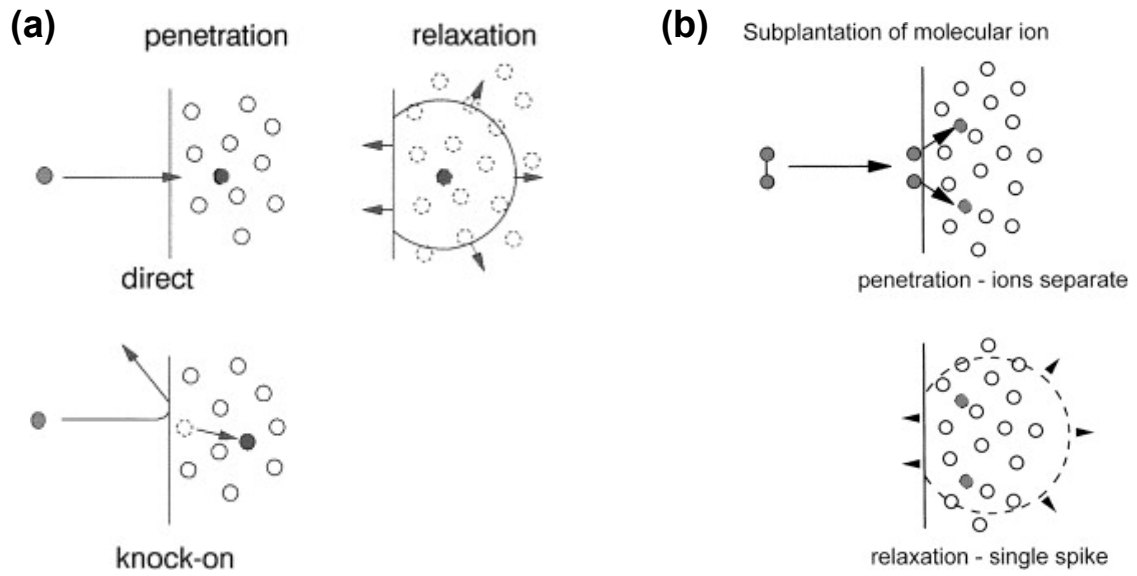 (a)
penetration
relaxation
direct
knock-on
(b)
Subplantation of molecular ion
penetration - ions separate
relaxation - single spike